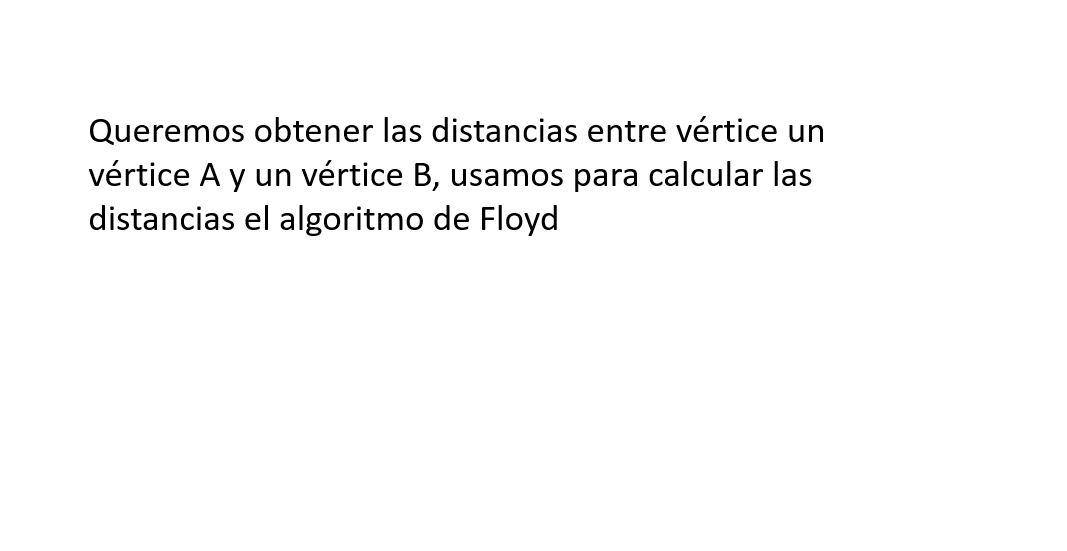 Queremos obtener las distancias entre vértice un
vértice A y un vértice B, usamos para calcular las
distancias el algoritmo de Floyd